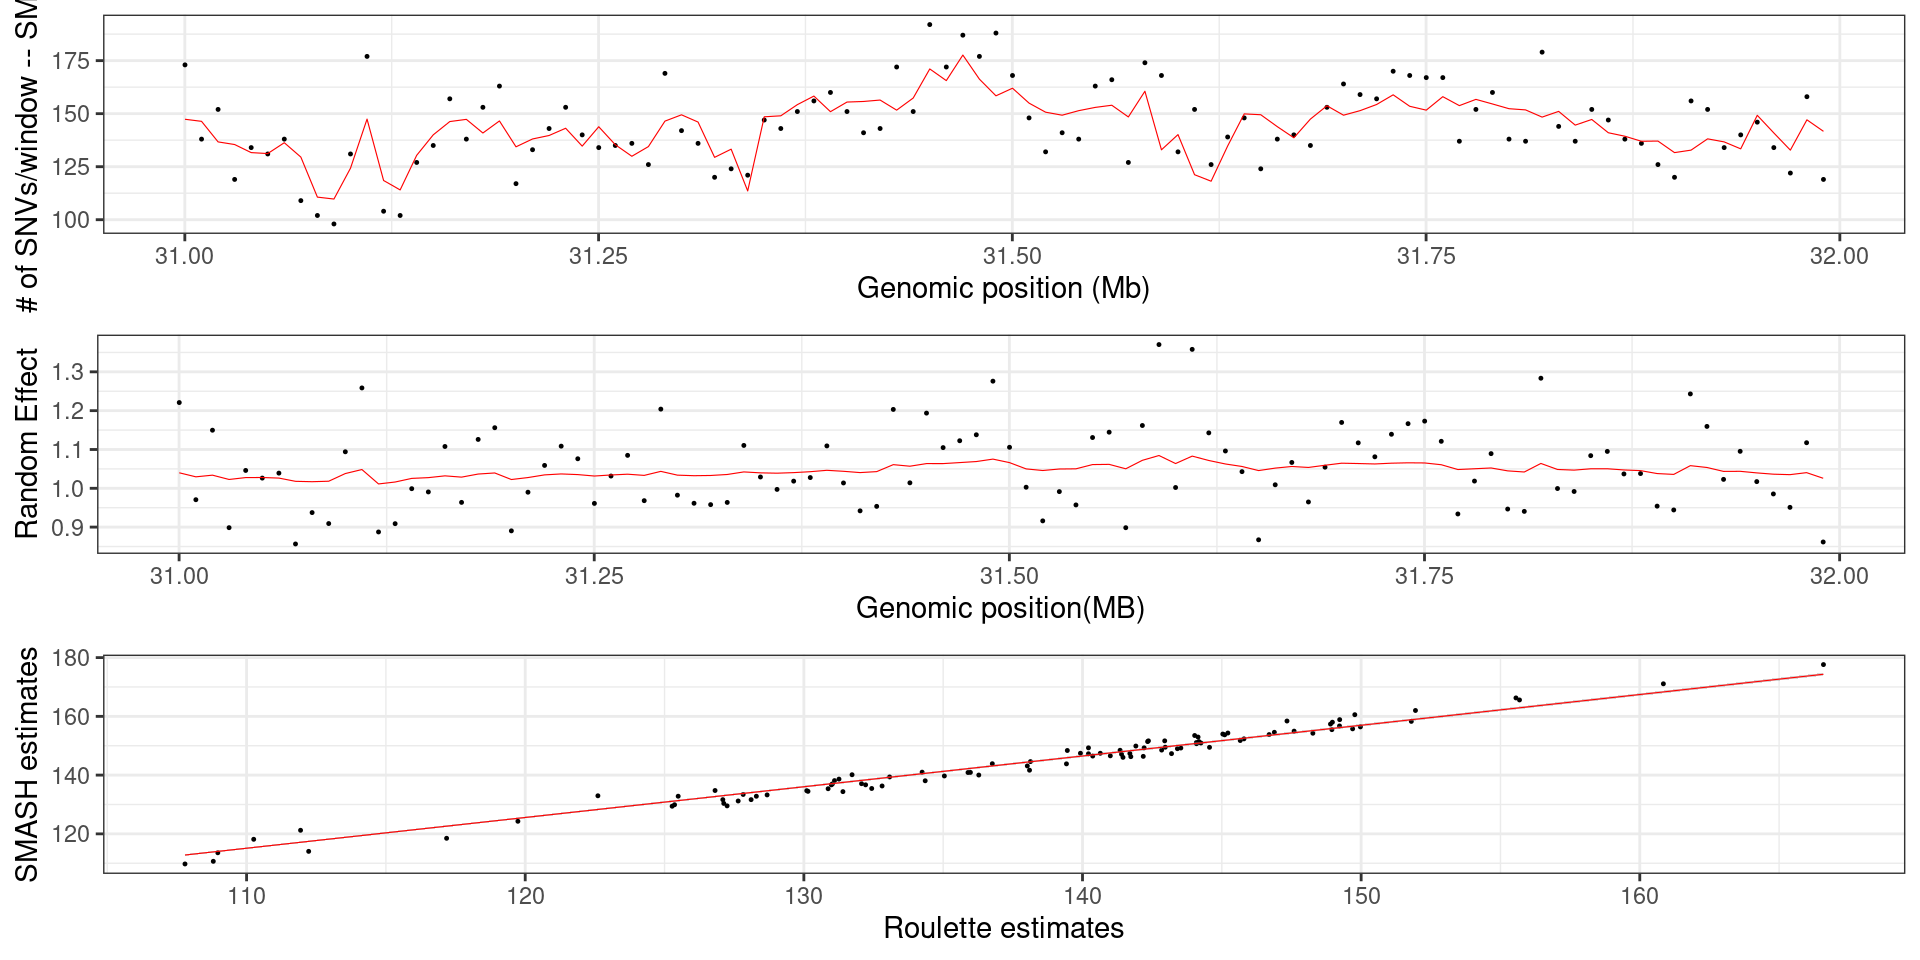 # of SNVs/window -- SM
175
150
125
100
31.00 31.25 31.50 31.75 32.00
Genomic position (Mb)
Random Effect
1.3
1.2
1.1
1.0
0.9
31.00 31.25 31.50 31.75 32.00
Genomic position(MB)
SMASH estimates
180
160
140
120
110 120 130 140 150 160
Roulette estimates